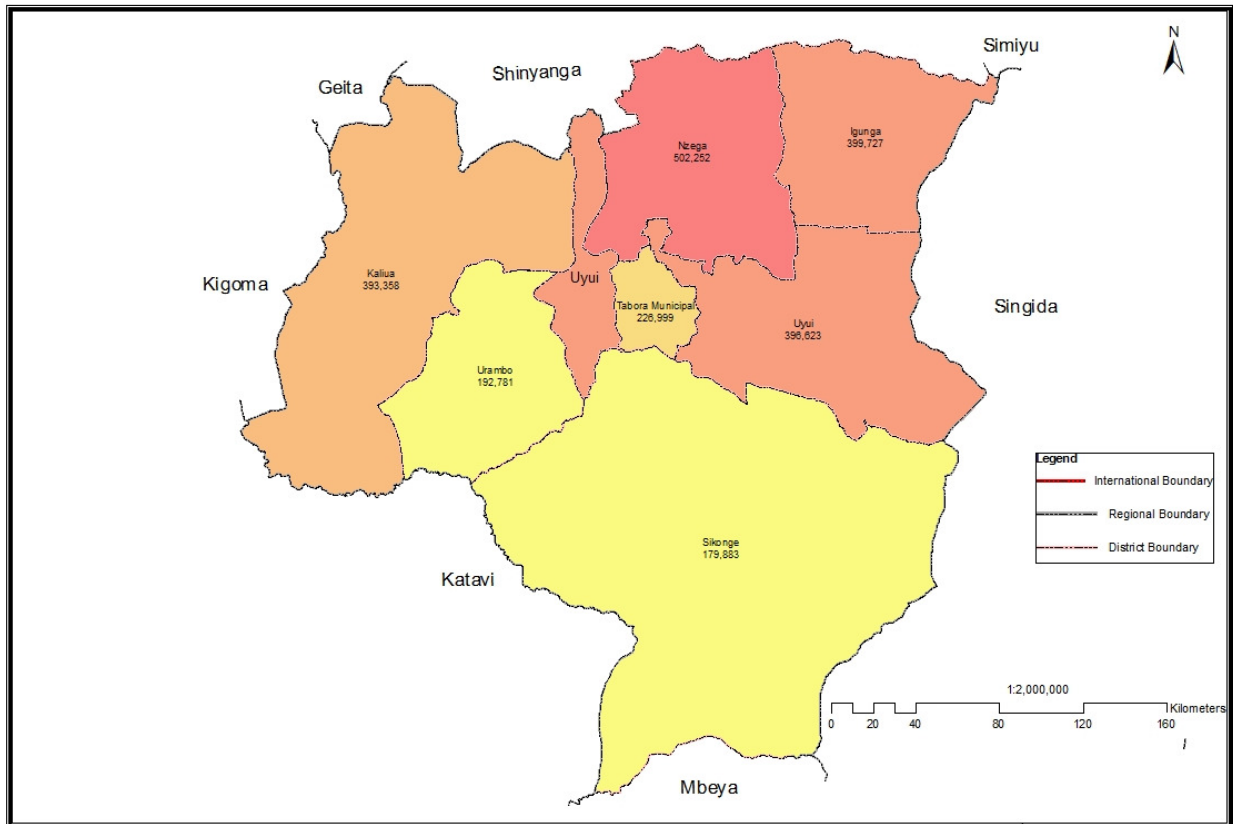 N
Simiyu
Shinyanga
Geita
Igunga
399,727
Nzega
502,252
Kigoma
Kaliua
393,358
Uyui
Tabora Municipal
226,999
Singida
Uyui
396,623
Urambo
192,781
Legend
International Boundary
Regional Boundary
District Boundary
Sikonge
179,883
Katavi
1:2,000,000
Kilometers
0 20 40 80 120 160
Mbeya